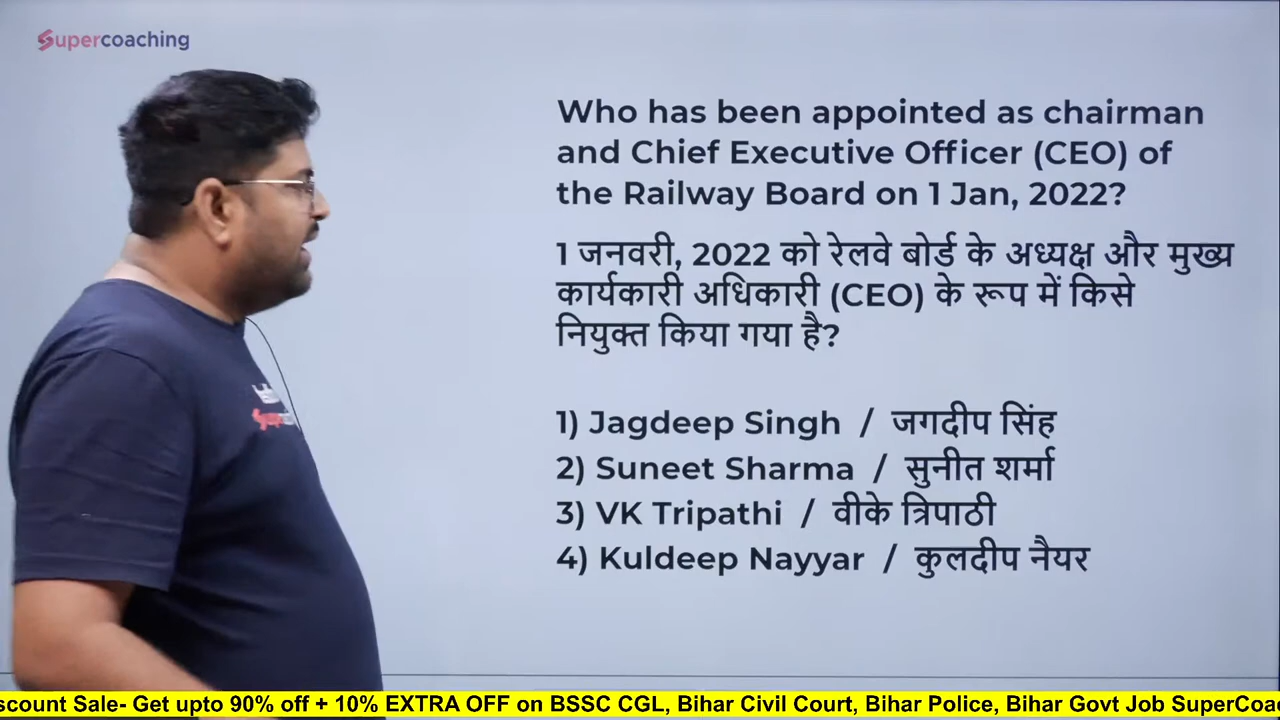 Supercoaching
Who has been appointed as chairman
and Chief Executive Officer (CEO) of
the Railway Board on 1 Jan, 2022?
1 जनवरी, 2022 को रेलवे बोर्ड के अध्यक्ष और मुख्य
कार्यकारी अधिकारी (CEO) के रूप में किसे
नियुक्त किया गया है?
1) Jagdeep Singh / जगदीप सिंह
2) Suneet Sharma / सुनीत शर्मा
3) VK Tripathi / वीके त्रिपाठी
4) Kuldeep Nayyar / कुलदीप नैयर
scount Sale- Get upto 90% off + 10% EXTRA OFF on BSSC CGL, Bihar Civil Court, Bihar Police, Bihar Govt Job SuperCoa